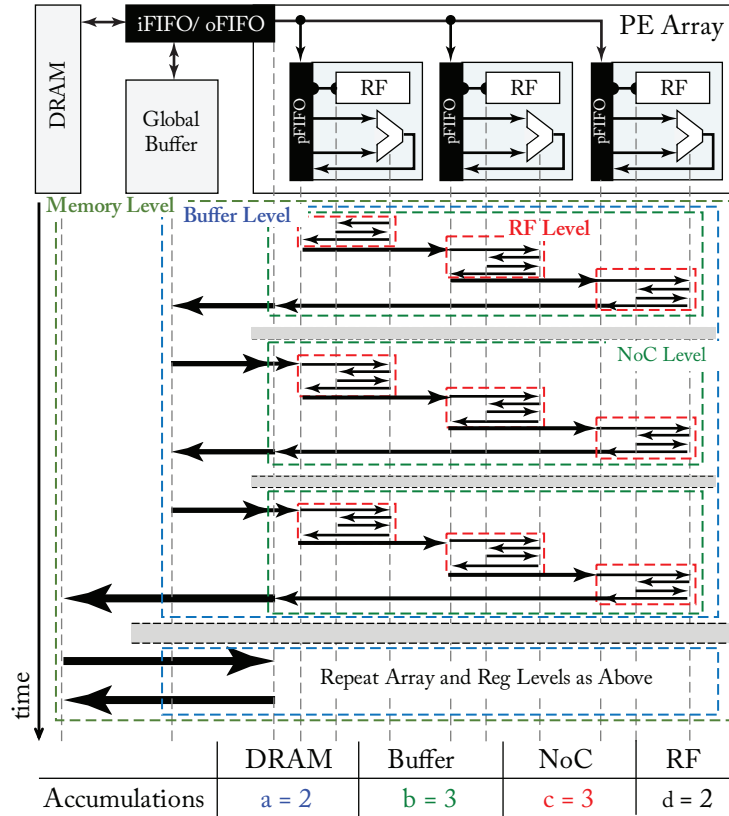 iFIFO/ oFIFO
PE Array
DRAM
Global
Buffer
pFIFO
RF
pFIFO
RF
pFIFO
RF
Memory Level
Buffer Level
RF Level
NoC Level
Repeat Array and Reg Levels as Above
time
DRAM Buffer NoC RF
Accumulations a = 2 b = 3 c = 3 d = 2